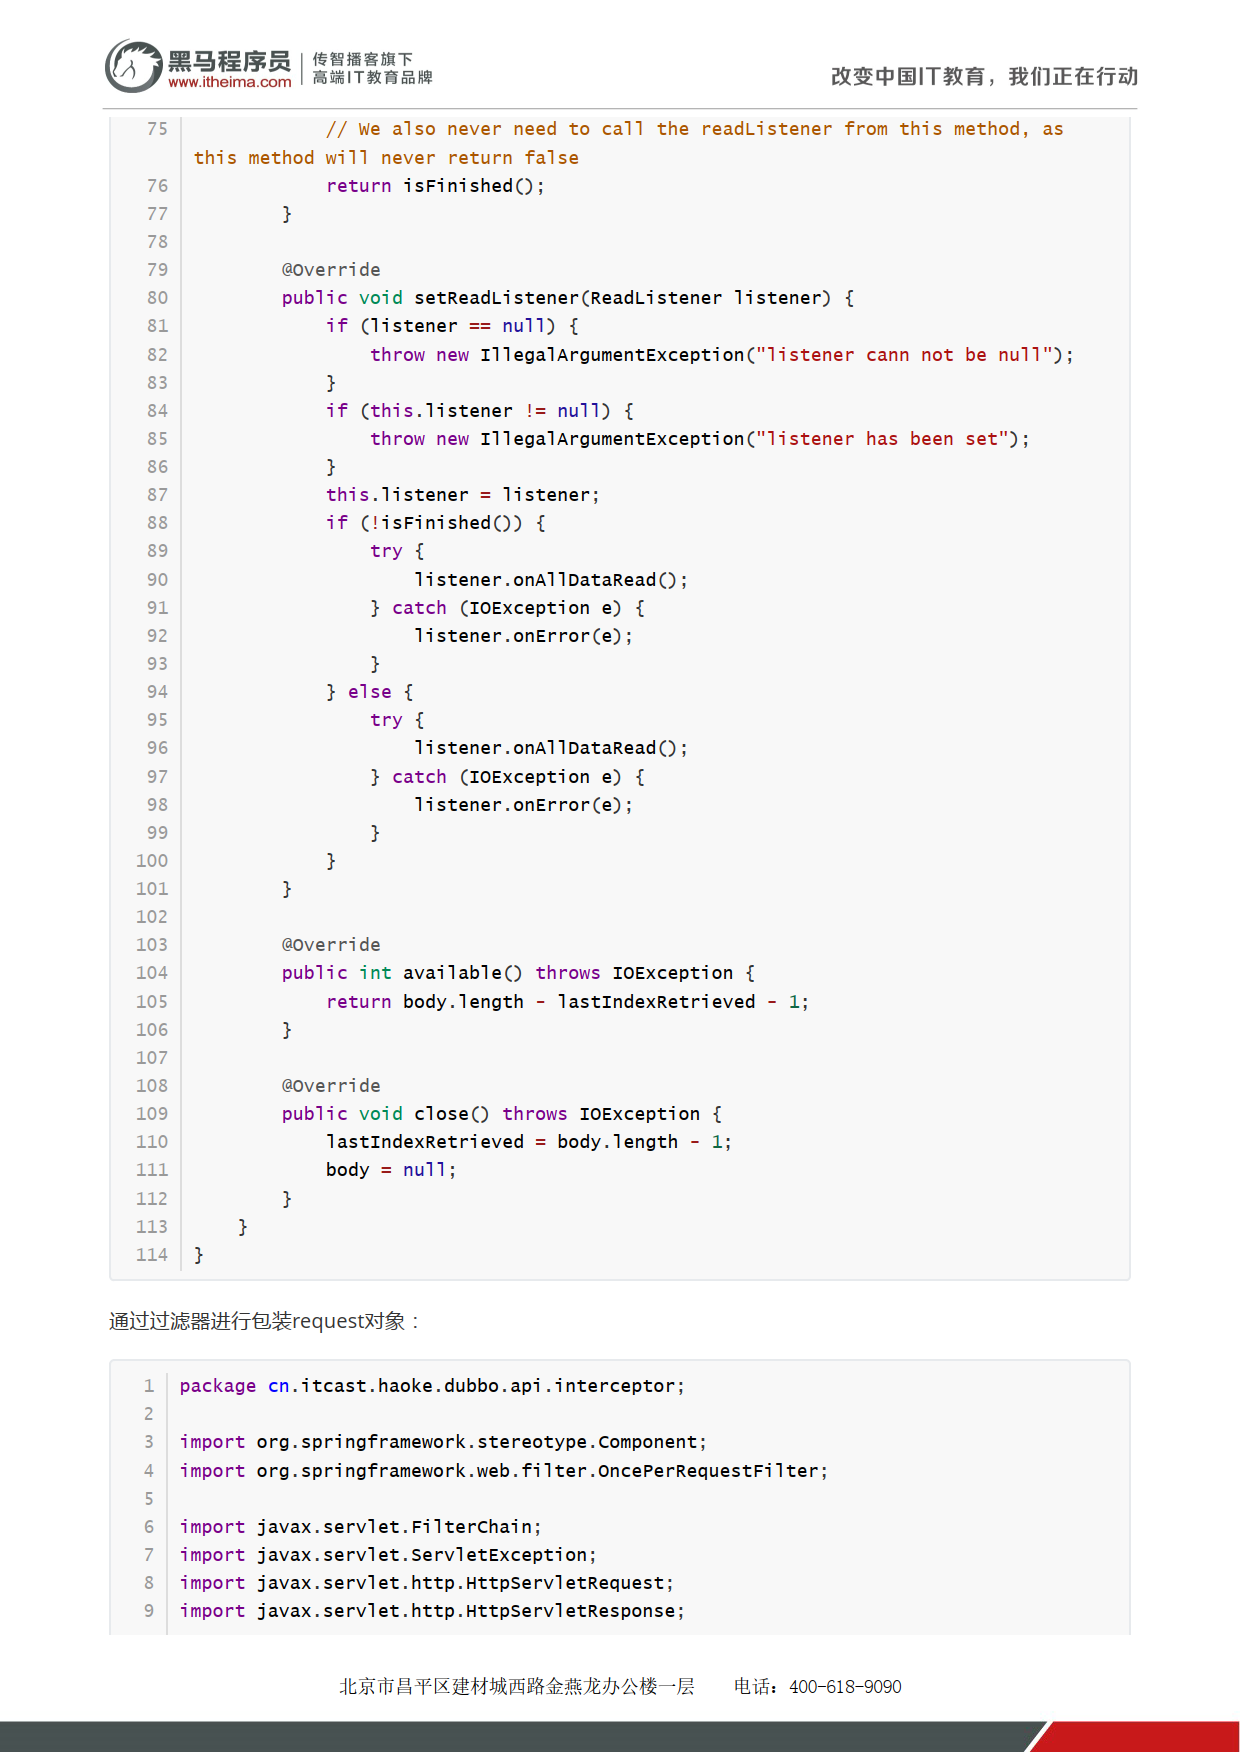 黑马程序员
www.itheima.com
传智播客旗下
高端IT教育品牌
改变中国IT教育，我们正在行动
75 // We also never need to call the readListener from this method, as
this method will never return false
76 return isFinished();
77 }
78
79 @Override
80 public void setReadListener(ReadListener listener) {
81 if (listener == null) {
82 throw new IllegalArgumentException("listener cann not be null");
83 }
84 if (this.listener != null) {
85 throw new IllegalArgumentException("listener has been set");
86 }
87 this.listener = listener;
88 if (!isFinished()) {
89 try {
90 listener.onAllDataRead();
91 } catch (IOException e) {
92 listener.onError(e);
93 }
94 } else {
95 try {
96 listener.onAllDataRead();
97 } catch (IOException e) {
98 listener.onError(e);
99 }
100 }
101 }
102
103 @Override
104 public int available() throws IOException {
105 return body.length - lastIndexRetrieved - 1;
106 }
107
108 @Override
109 public void close() throws IOException {
110 lastIndexRetrieved = body.length - 1;
111 body = null;
112 }
113 }
114 }
通过过滤器进行包装request对象：
1 package cn.itcast.haoke.dubbo.api.interceptor;
2
3 import org.springframework.stereotype.Component;
4 import org.springframework.web.filter.OncePerRequestFilter;
5
6 import javax.servlet.FilterChain;
7 import javax.servlet.ServletException;
8 import javax.servlet.http.HttpServletRequest;
9 import javax.servlet.http.HttpServletResponse;
北京市昌平区建材城西路金燕龙办公楼一层 电话：400-618-9090